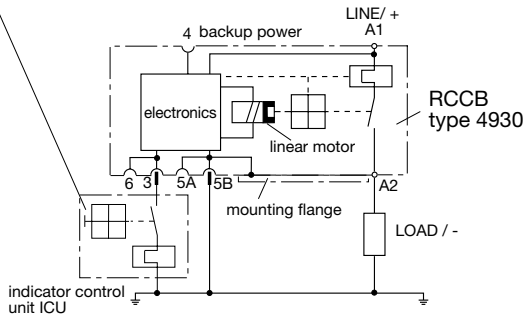 LINE/ +
4 backup power
A1
RCCB
type 4930
electronics
linear motor
6 3 5A 5B
A2
mounting flange
LOAD / -
indicator control
unit ICU